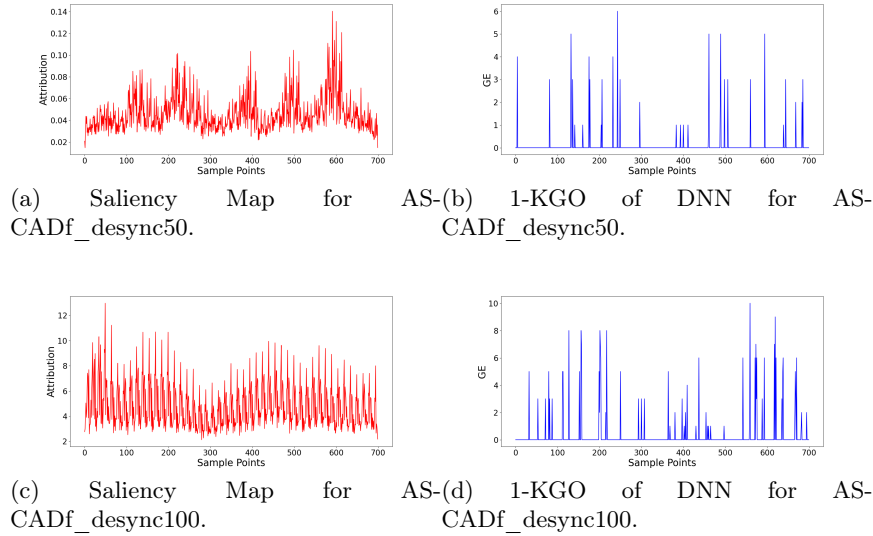 0.14
0.12
0.10
0.08
0.06
0.04
0.02
Attribution
0 100 200 300 400 500 600 700
Sample Points
6
5
4
3
2
1
0
GE
0 100 200 300 400 500 600 700
Sample Points
(a) Saliency Map for AS-
CADf_desync50.
(b) 1-KGO of DNN for AS-
CADf_desync50.
12
10
8
6
4
2
Attribution
0 100 200 300 400 500 600 700
Sample Points
10
8
6
4
2
0
GE
0 100 200 300 400 500 600 700
Sample Points
(c) Saliency Map for AS-
CADf_desync100.
(d) 1-KGO of DNN for AS-
CADf_desync100.